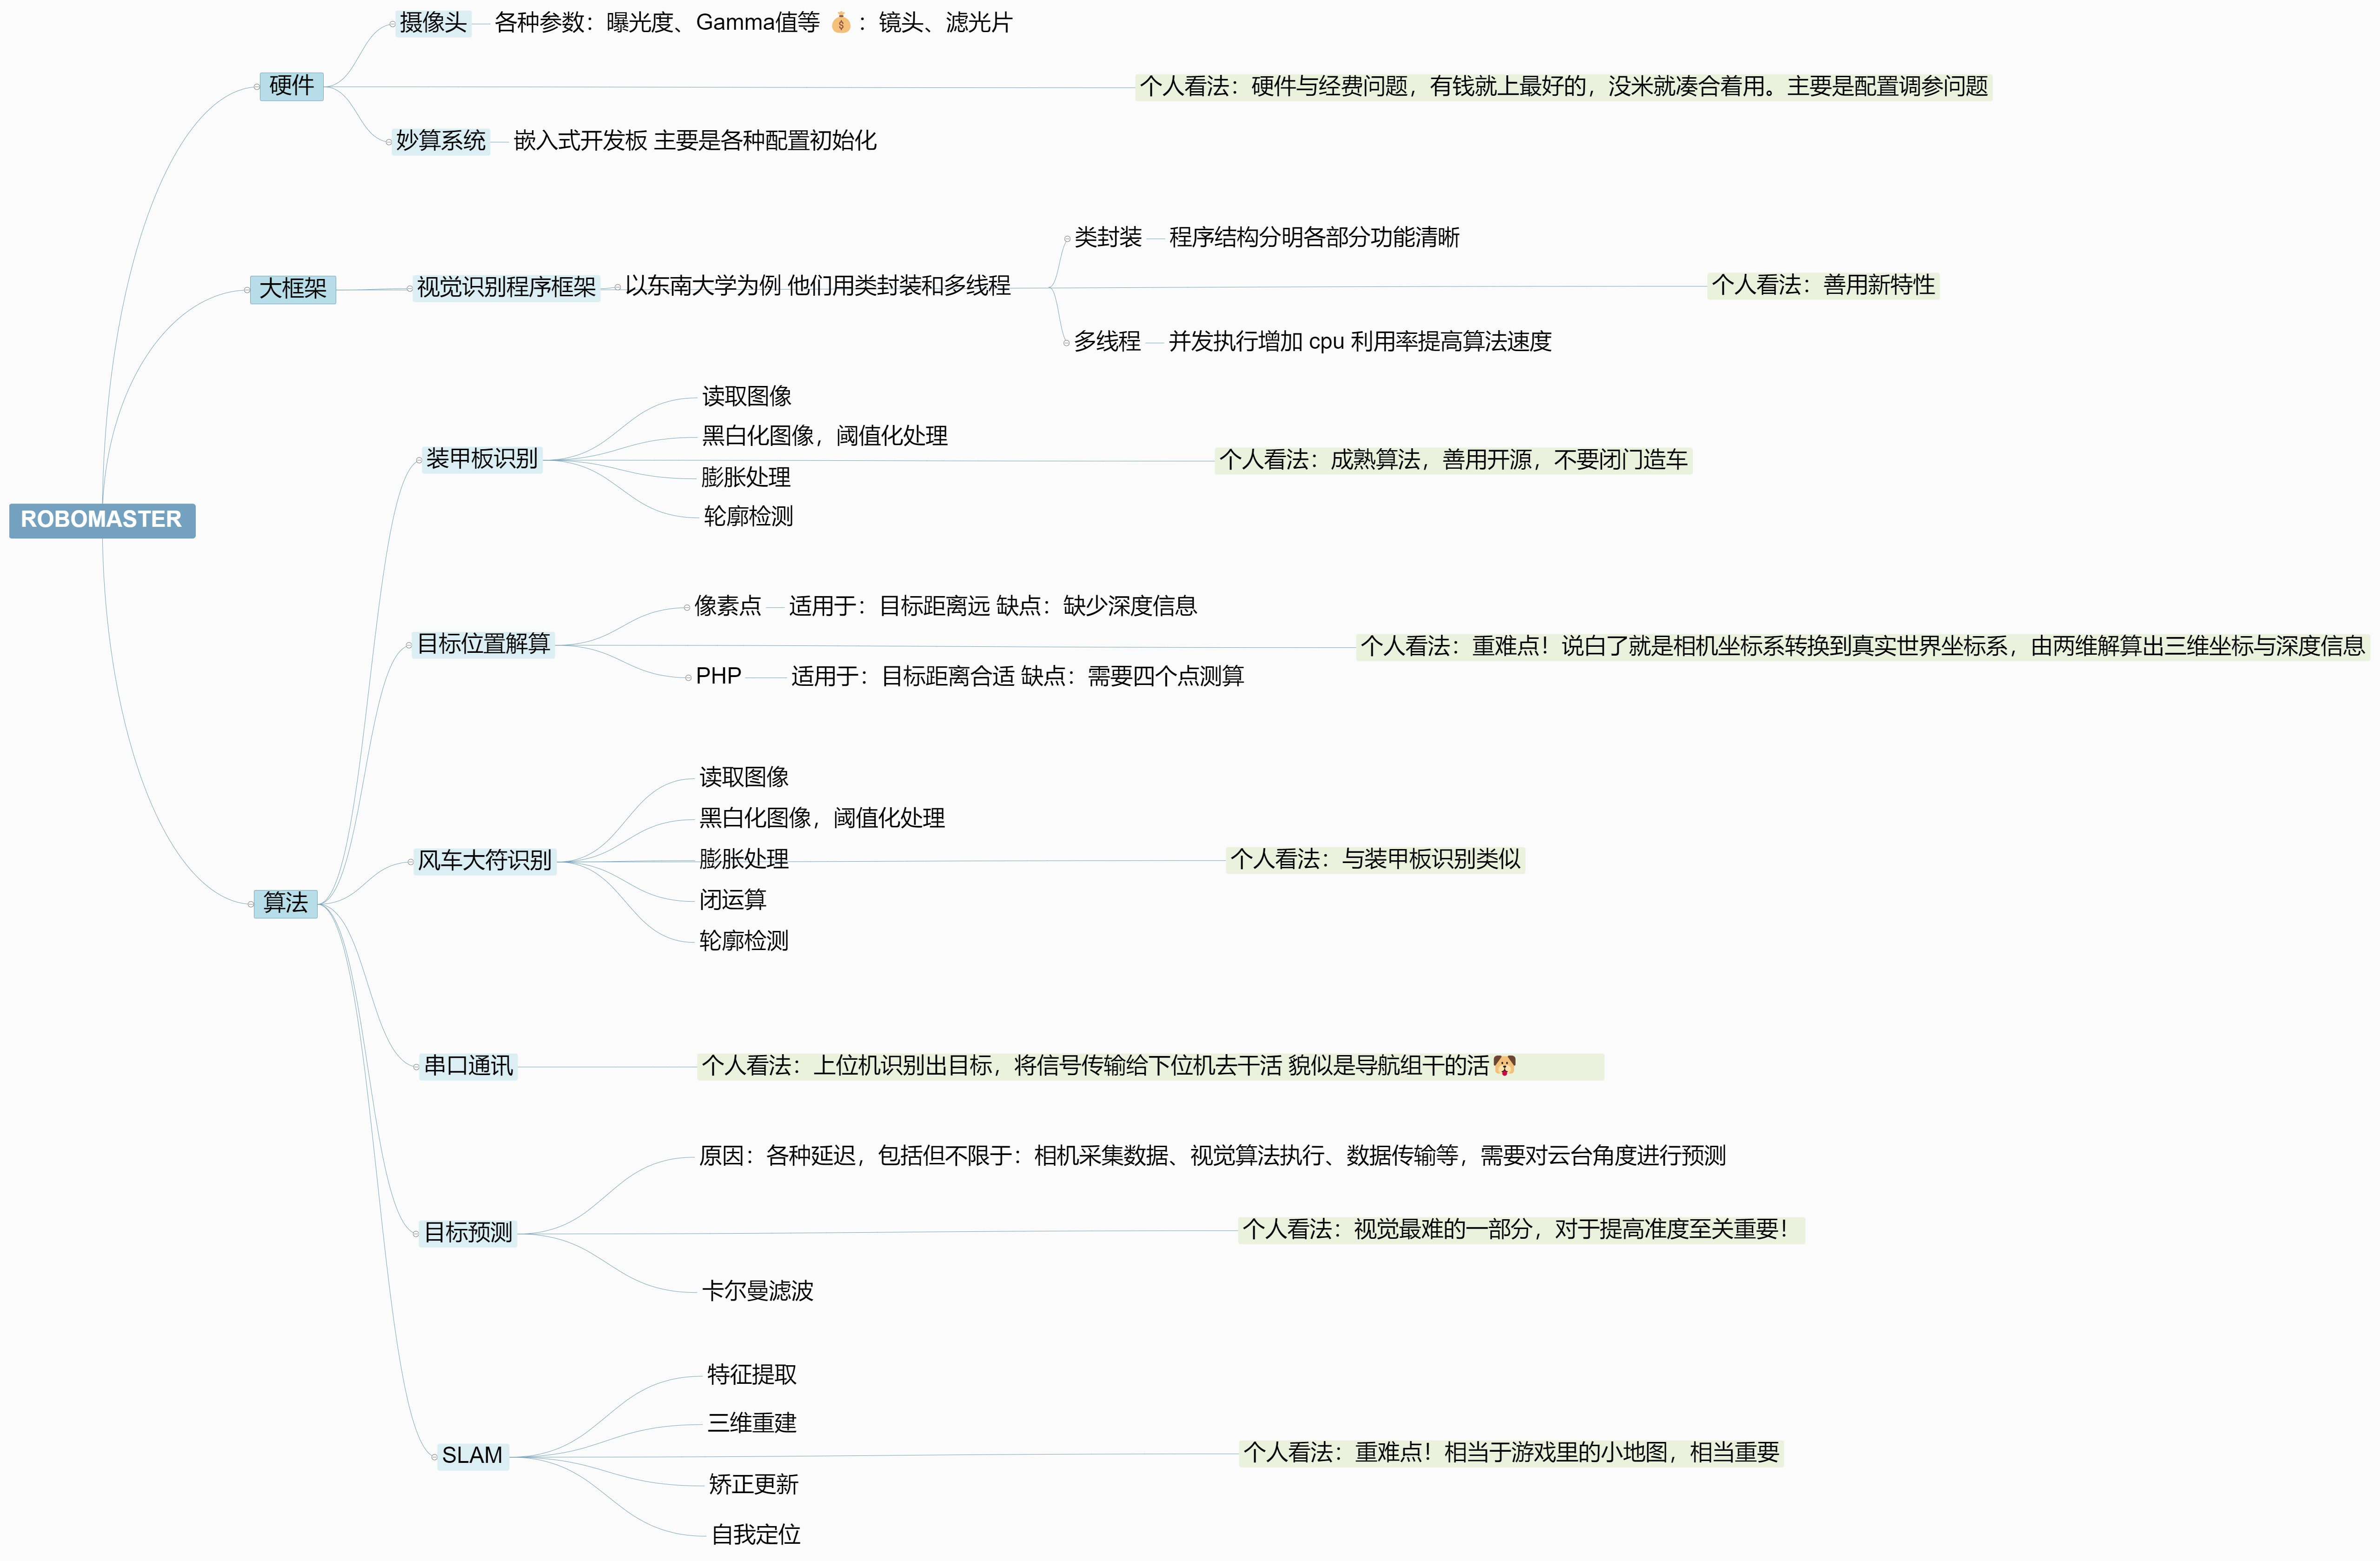 摄像头
各种参数：曝光度、Gamma值等 💰：镜头、滤光片
硬件
个人看法：硬件与经费问题，有钱就上最好的，没米就凑合着用。主要是配置调参问题
妙算系统
嵌入式开发板 主要是各种配置初始化
类封装
程序结构分明各部分功能清晰
大框架
视觉识别程序框架
以东南大学为例 他们用类封装和多线程
个人看法：善用新特性
多线程
并发执行增加 cpu 利用率提高算法速度
读取图像
黑白化图像，阈值化处理
装甲板识别
个人看法：成熟算法，善用开源，不要闭门造车
膨胀处理
轮廓检测
ROBOMASTER
像素点
适用于：目标距离远 缺点：缺少深度信息
目标位置解算
个人看法：重难点！说白了就是相机坐标系转换到真实世界坐标系，由两维解算出三维坐标与深度信息
PHP
适用于：目标距离合适 缺点：需要四个点测算
读取图像
黑白化图像，阈值化处理
风车大符识别
膨胀处理
个人看法：与装甲板识别类似
闭运算
算法
轮廓检测
串口通讯
个人看法：上位机识别出目标，将信号传输给下位机去干活 貌似是导航组干的活🐶
原因：各种延迟，包括但不限于：相机采集数据、视觉算法执行、数据传输等，需要对云台角度进行预测
目标预测
个人看法：视觉最难的一部分，对于提高准度至关重要！
卡尔曼滤波
特征提取
三维重建
SLAM
个人看法：重难点！相当于游戏里的小地图，相当重要
矫正更新
自我定位